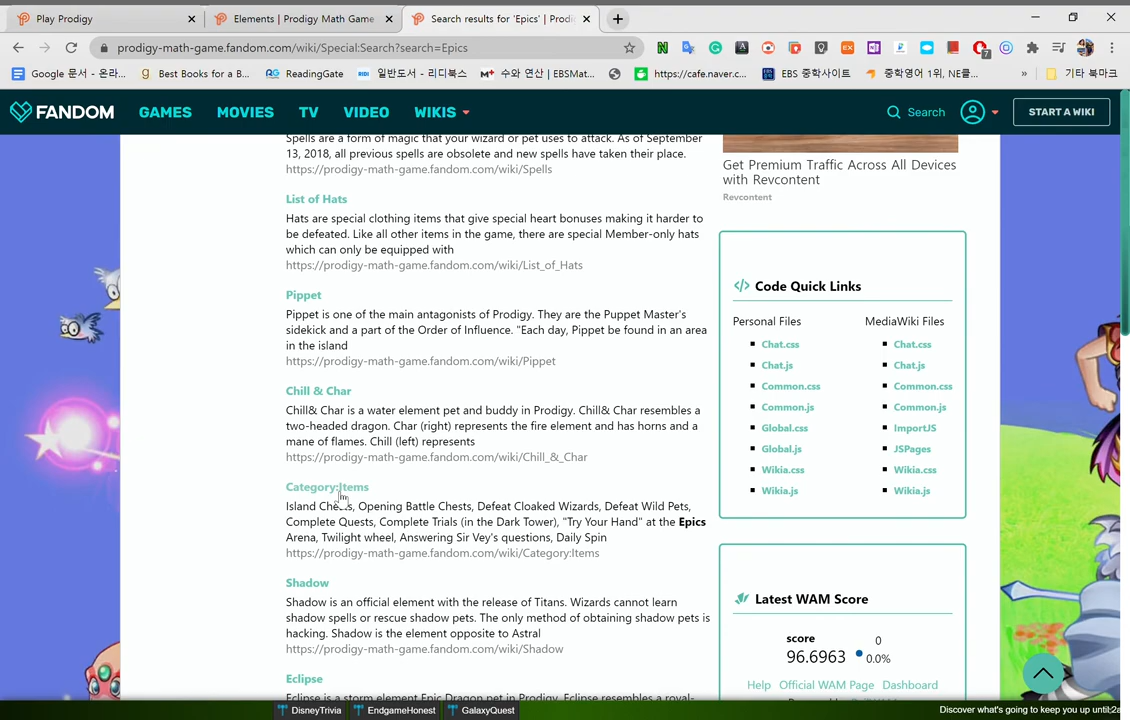 Play Prodigy
Elements | Prodigy Math Game
Search results for 'Epics' | Prodi
prodigy-math-game.fandom.com/wiki/Special:Search?search=Epics
7
Google 문서 - 온라...
Best Books for a B...
ReadingGate
일반도서 - 리디북스
수와 연산 | EBSMat...
https://cafe.naver.c...
EBS 중학사이트
중학영어 1위, NE클...
»
기타 북마크
FANDOM
GAMES
MOVIES
TV
VIDEO
WIKIS
Search
START A WIKI
Spells are a form of magic that your wizard or pet uses to attack. As of September
13, 2018, all previous spells are obsolete and new spells have taken their place.
https://prodigy-math-game.fandom.com/wiki/Spells
List of Hats
Hats are special clothing items that give special heart bonuses making it harder to
be defeated. Like all other items in the game, there are special Member-only hats
which can only be equipped with
https://prodigy-math-game.fandom.com/wiki/List_of_Hats
Pippet
Pippet is one of the main antagonists of Prodigy. They are the Puppet Master's
sidekick and a part of the Order of Influence. "Each day, Pippet be found in an area
in the island
https://prodigy-math-game.fandom.com/wiki/Pippet
Chill & Char
Chill& Char is a water element pet and buddy in Prodigy. Chill& Char resembles a
two-headed dragon. Char (right) represents the fire element and has horns and a
mane of flames. Chill (left) represents
https://prodigy-math-game.fandom.com/wiki/Chill_&_Char
Category:Items
Island Chests, Opening Battle Chests, Defeat Cloaked Wizards, Defeat Wild Pets,
Complete Quests, Complete Trials (in the Dark Tower), "Try Your Hand" at the Epics
Arena, Twilight wheel, Answering Sir Vey's questions, Daily Spin
https://prodigy-math-game.fandom.com/wiki/Category:Items
Shadow
Shadow is an official element with the release of Titans. Wizards cannot learn
shadow spells or rescue shadow pets. The only method of obtaining shadow pets is
hacking. Shadow is the element opposite to Astral
https://prodigy-math-game.fandom.com/wiki/Shadow
Eclipse
Eclipse is a storm element Epic Dragon pet in Prodigy. Eclipse resembles a royal-
Get Premium Traffic Across All Devices
with Revcontent
Revcontent
Code Quick Links
Personal Files
Chat.css
Chat.js
Common.css
Common.js
Global.css
Global.js
Wikia.css
Wikia.js
MediaWiki Files
Chat.css
Chat.js
Common.css
Common.js
ImportJS
JSPages
Wikia.css
Wikia.js
Latest WAM Score
score
96.6963
0
0.0%
Help Official WAM Page Dashboard
DisneyTrivia
EndgameHonest
GalaxyQuest
Discover what's going to keep you up until